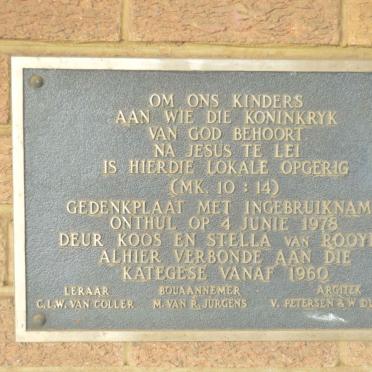 OM ONS KINDERS
AAN WIE DIE KONINKRYK
VAN GOD BEHOORT
NA JESUS TE LEI
IS HIERDIE LOKALE OPGERIG
(MK. 10 : 14)
GEDENKPLAAT MET INGEBRUIKNAM
ONTHUL OP 4 JUNIE 1978
DEUR KOOS EN STELLA VAN ROOY
ALHIER VERBONDE AAN DIE
KATEGESE VANAF 1960
LERAAR BOUAANNEMER ARGITEK
C.L.W. VAN COLLER M. VAN R. JURGENS V. PETERSEN & W